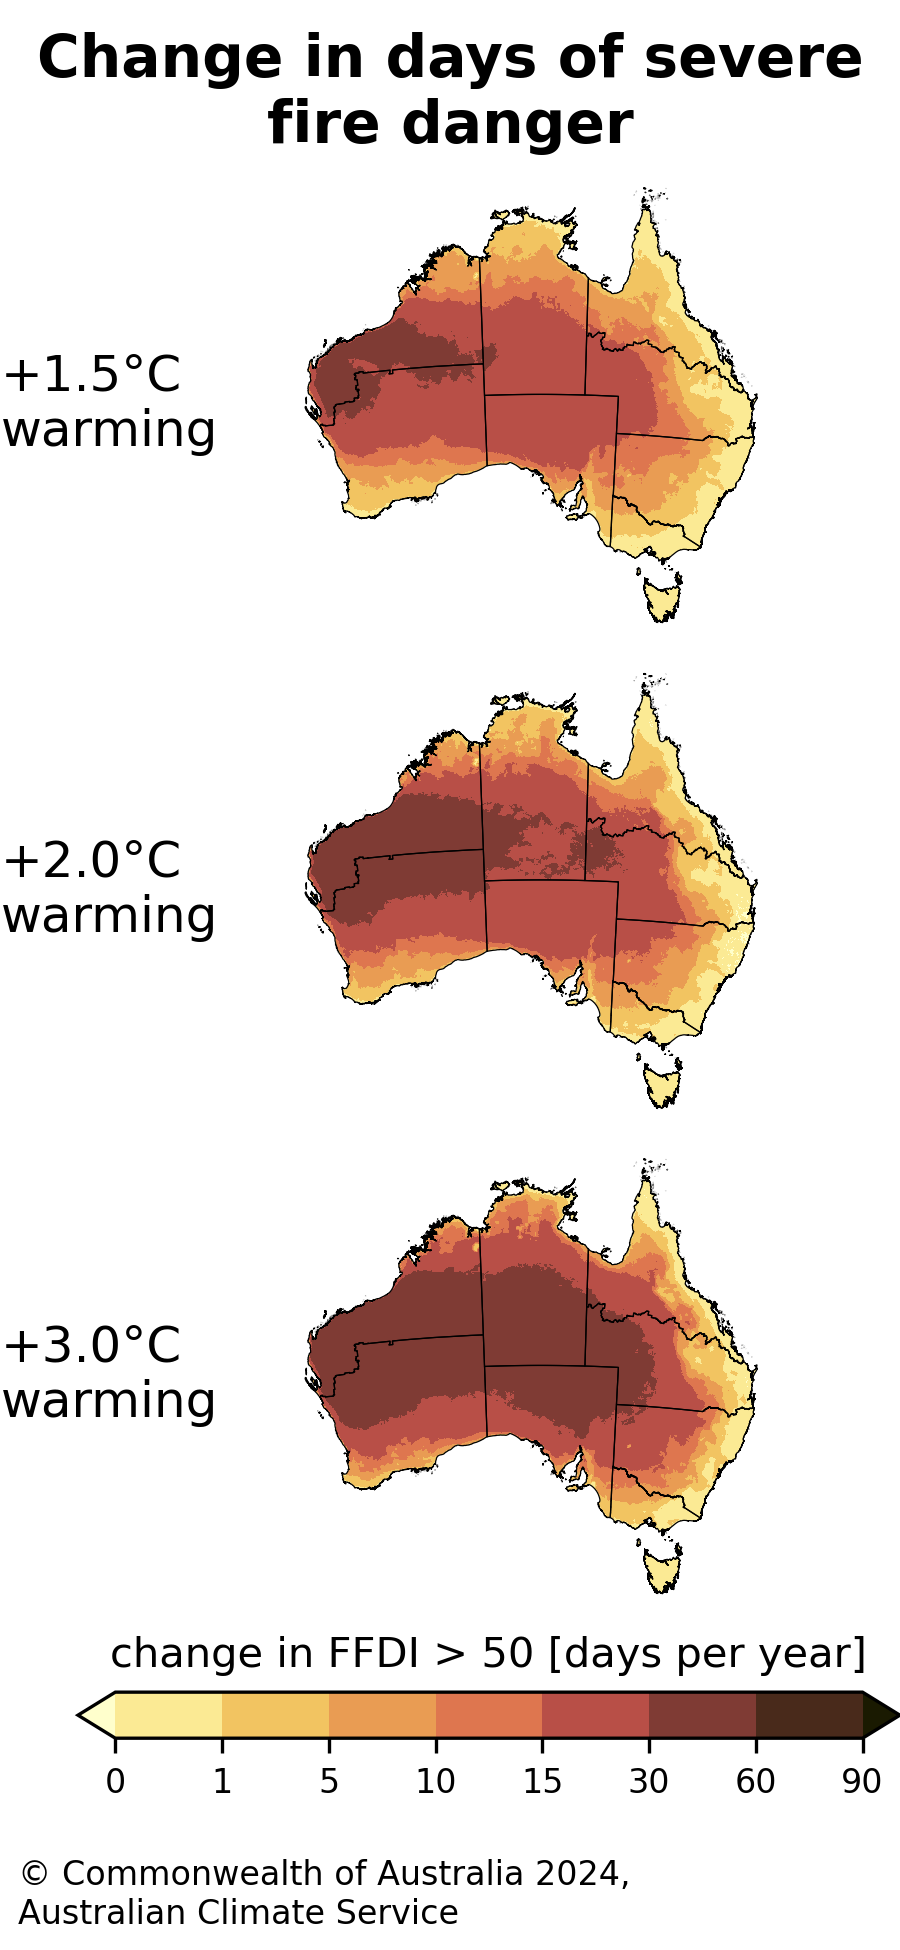 Change in days of severe
fire danger
+1.5°C
warming
+2.0°C
warming
+3.0°C
warming
change in FFDI > 50 [days per year]
0 1 5 10 15 30 60 90
© Commonwealth of Australia 2024,
Australian Climate Service